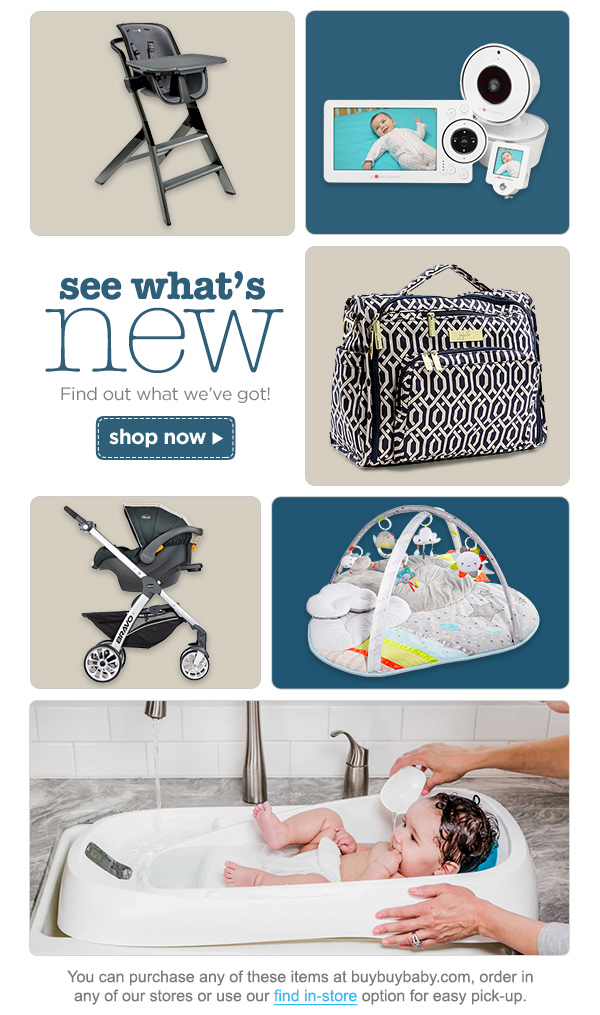 see what's
new
Find out what we've got!
shop now
BRAVO
You can purchase any of these items at buybuybaby.com, order in
any of our stores or use our find in-store option for easy pick-up.